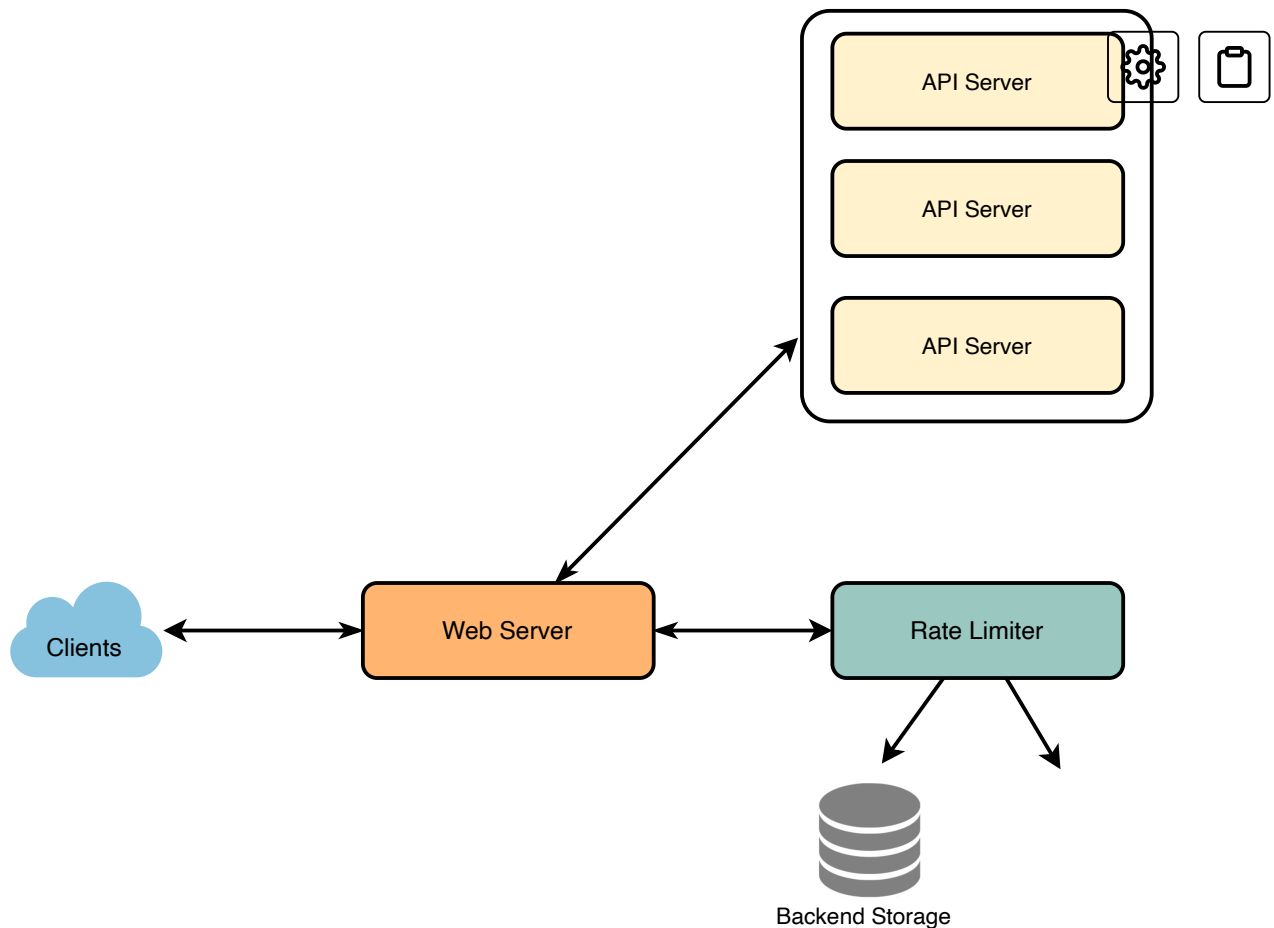 API Server
API Server
API Server
Clients
Web Server
Rate Limiter
Backend Storage